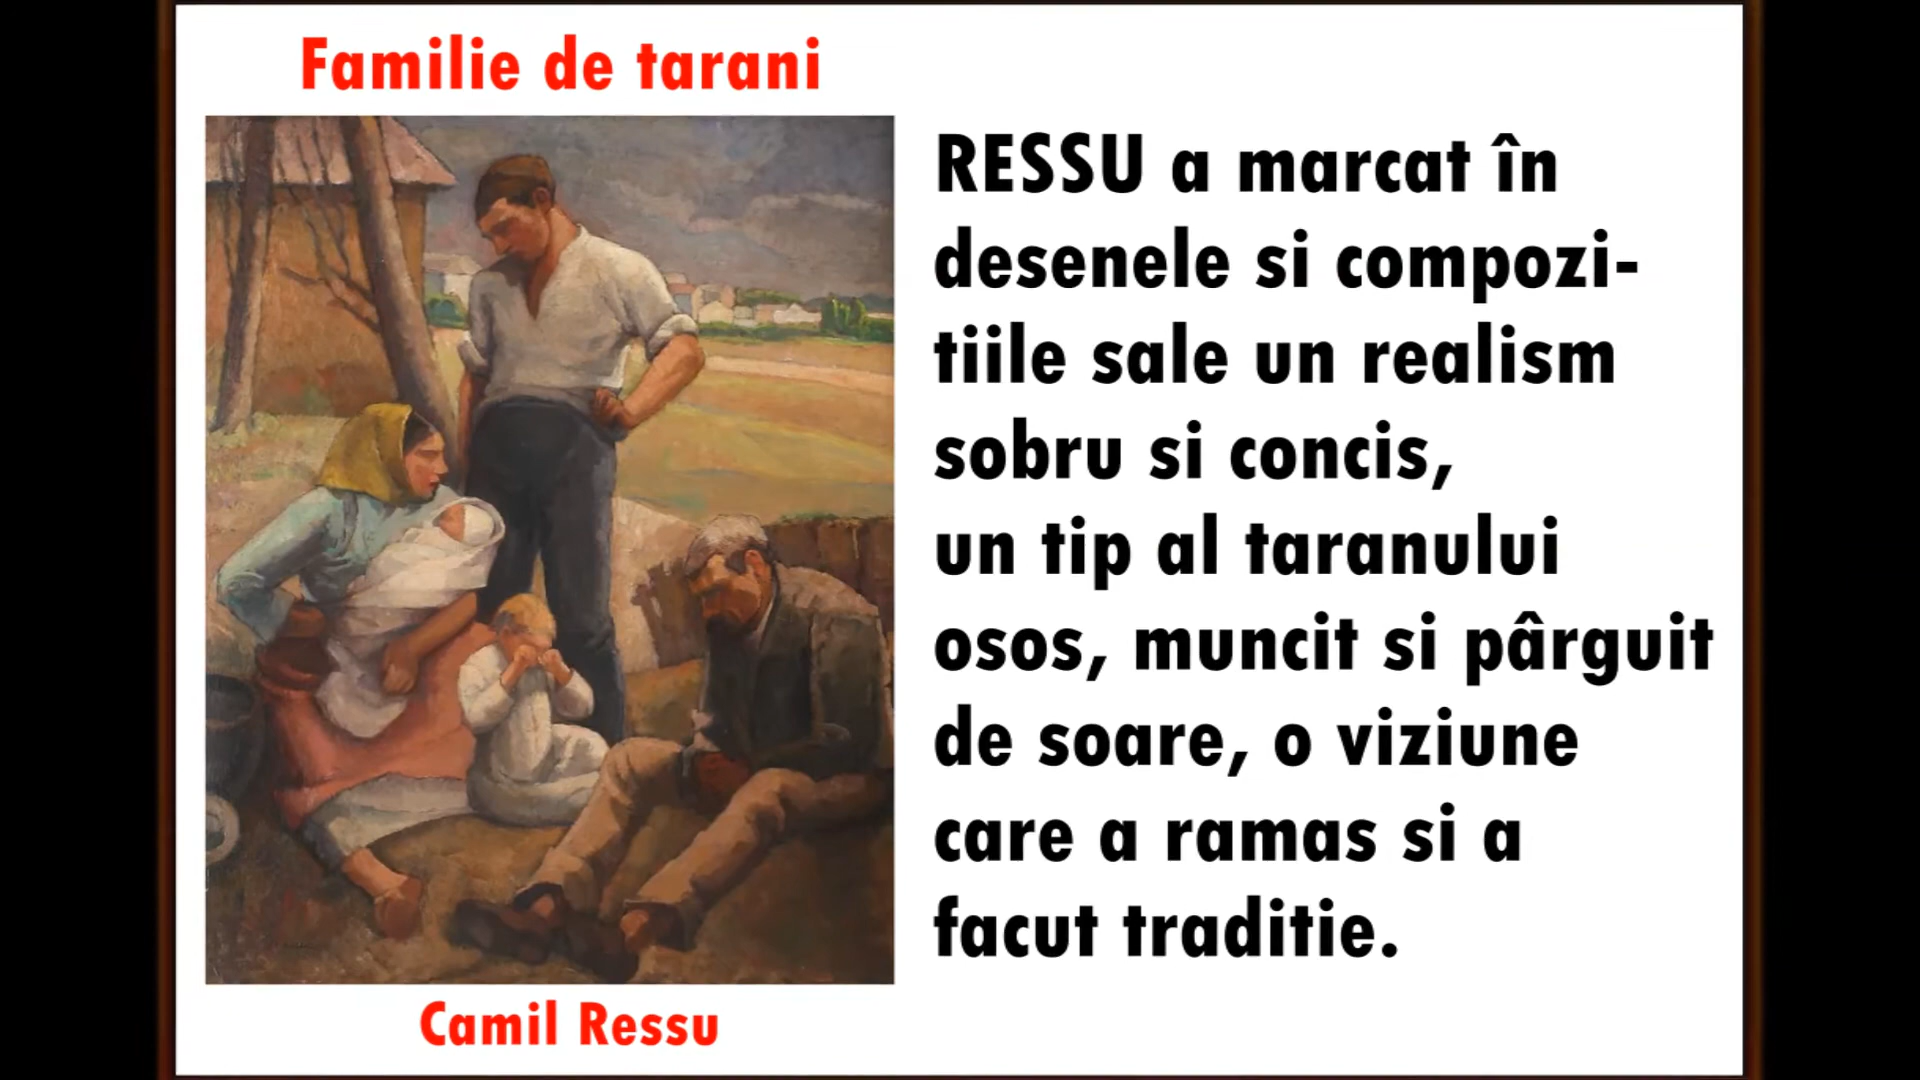 Familie de tarani
RESSU a marcat în
desenele si compozi-
tiile sale un realism
sobru si concis,
un tip al taranului
osos, muncit si pârguit
de soare, o viziune
care a ramas si a
facut traditie.
Camil Ressu